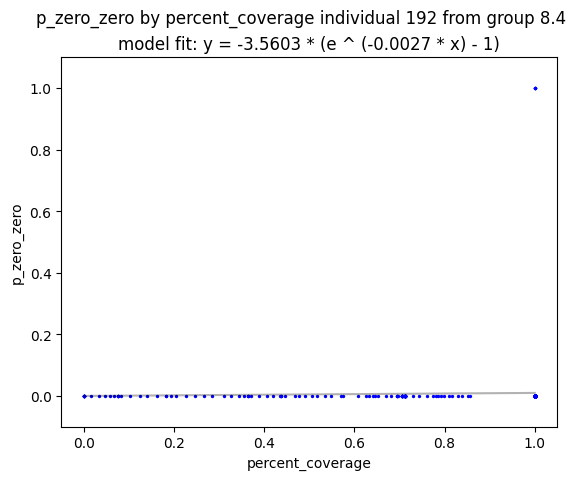 p_zero_zero by percent_coverage individual 192 from group 8.4
model fit: y = -3.5603 * (e ^ (-0.0027 * x) - 1)
1.0
0.8
0.6
0.4
0.2
0.0
p_zero_zero
0.0 0.2 0.4 0.6 0.8 1.0
percent_coverage